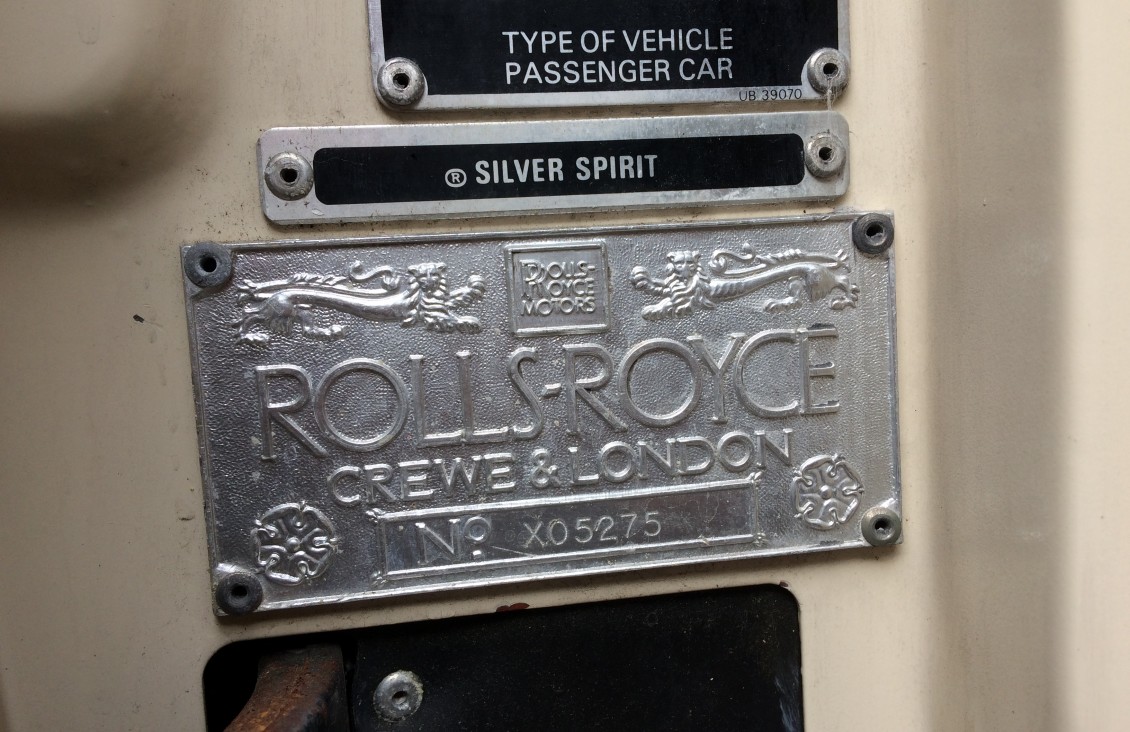 TYPE OF VEHICLE
PASSENGER CAR
UB 39070
® SILVER SPIRIT
ROLLS-
ROYCE
MOTORS
ROLLS-ROYCE
CREWE & LONDON
Nº X05275